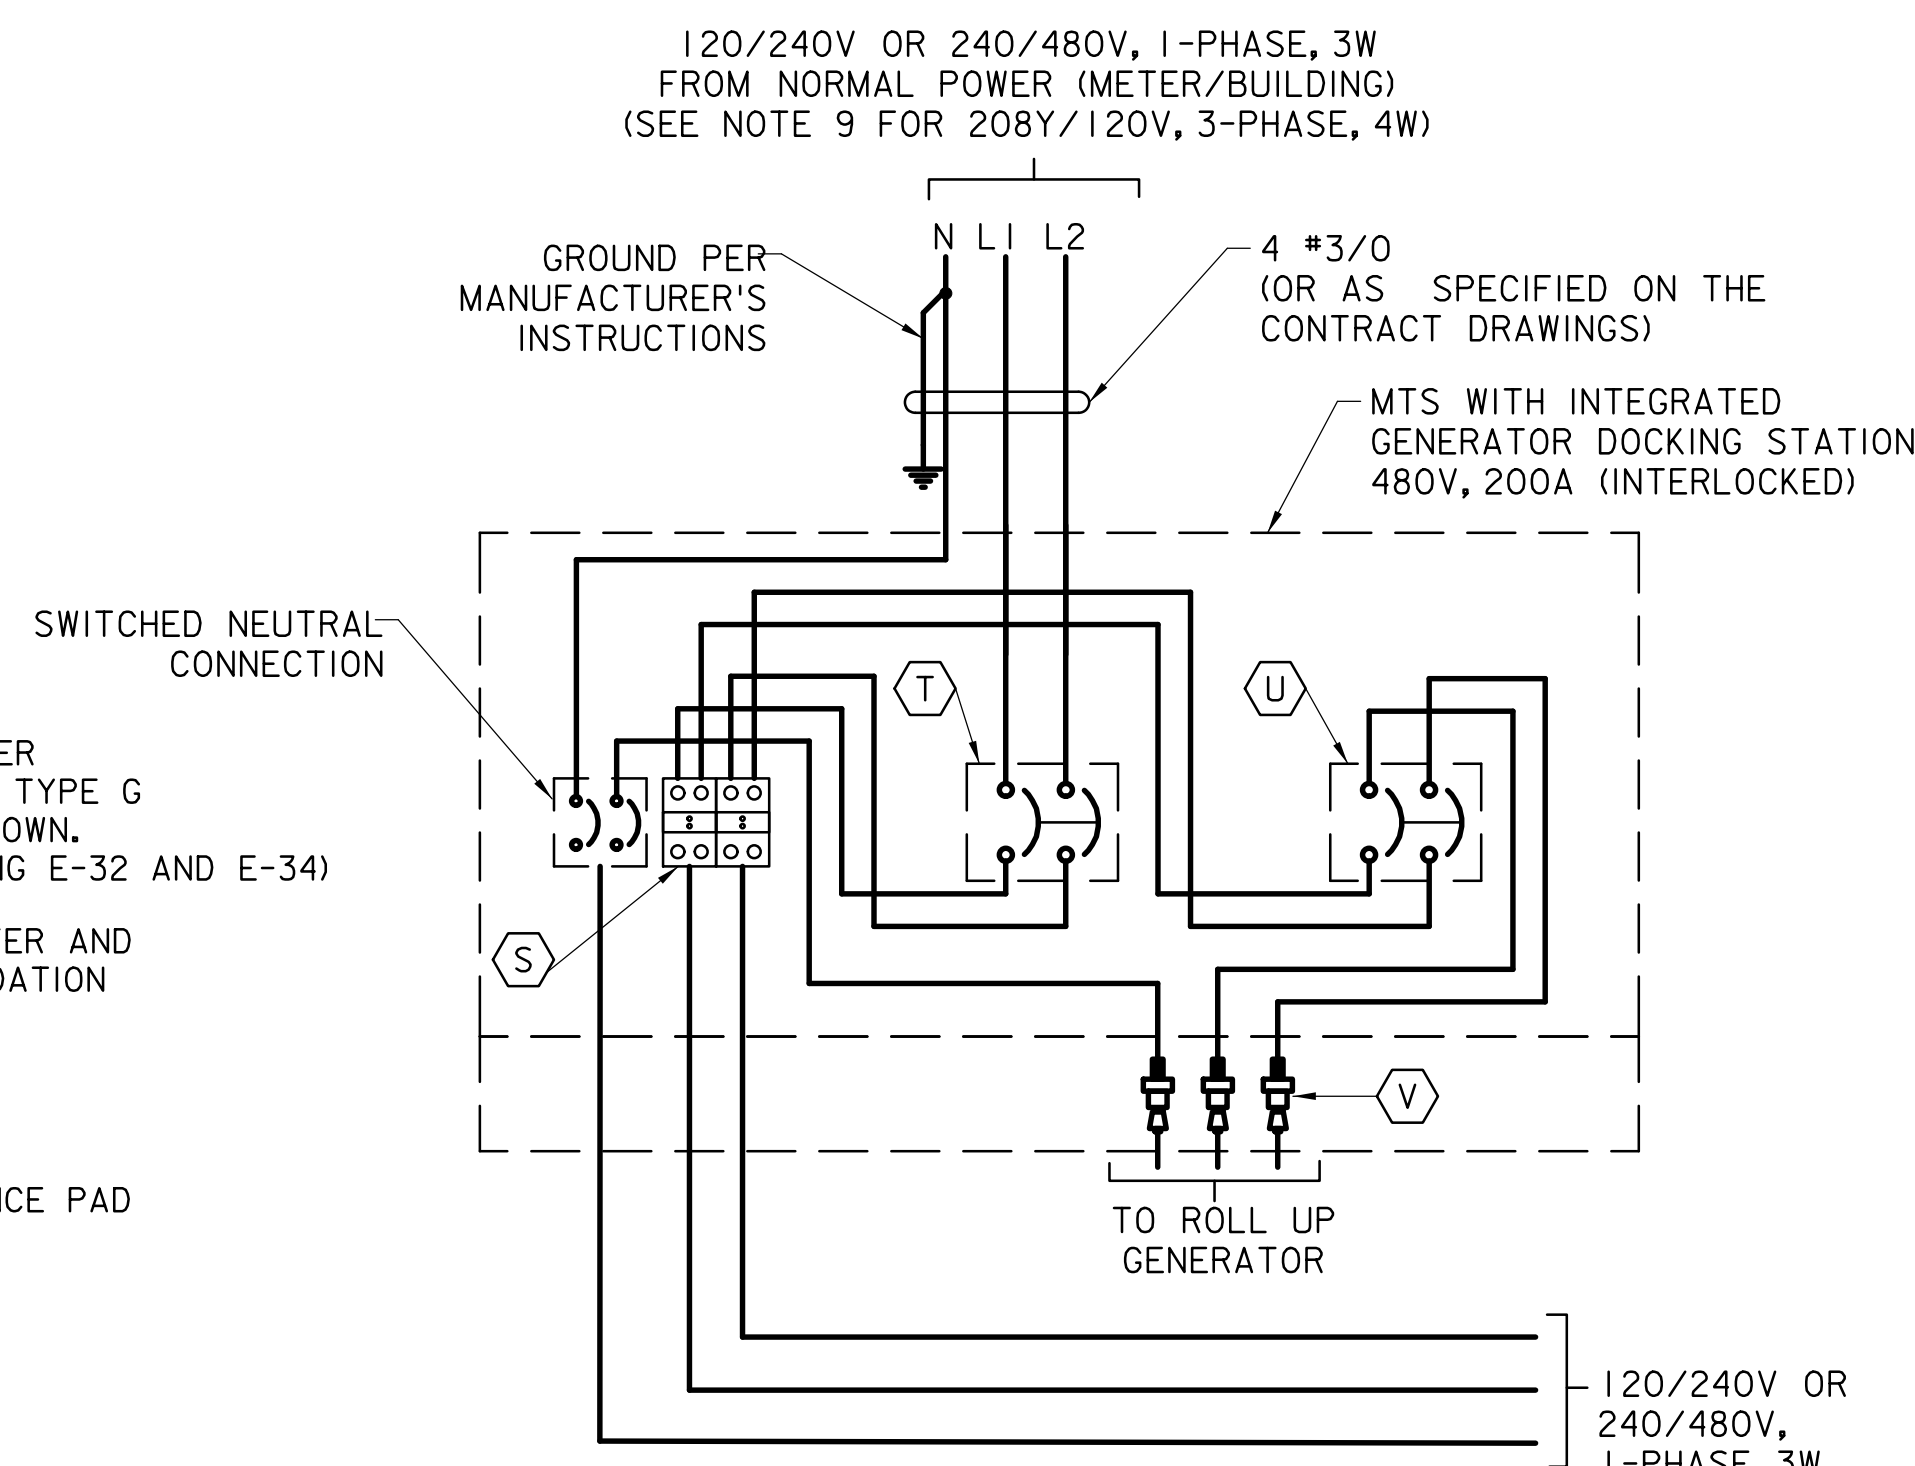 120/240V OR 240/480V, 1-PHASE, 3W
FROM NORMAL POWER (METER/BUILDING)
(SEE NOTE 9 FOR 208Y/120V, 3-PHASE, 4W)
N L1 L2
GROUND PER
MANUFACTURER'S
INSTRUCTIONS
4 #3/0
(OR AS SPECIFIED ON THE
CONTRACT DRAWINGS)
MTS WITH INTEGRATED
GENERATOR DOCKING STATION
480V, 200A (INTERLOCKED)
SWITCHED NEUTRAL
CONNECTION
T
U
ER
TYPE G
OWN.
G E-32 AND E-34)
ER AND
DATION
S
V
CE PAD
TO ROLL UP
GENERATOR
120/240V OR
240/480V,
1-PHASE, 3W